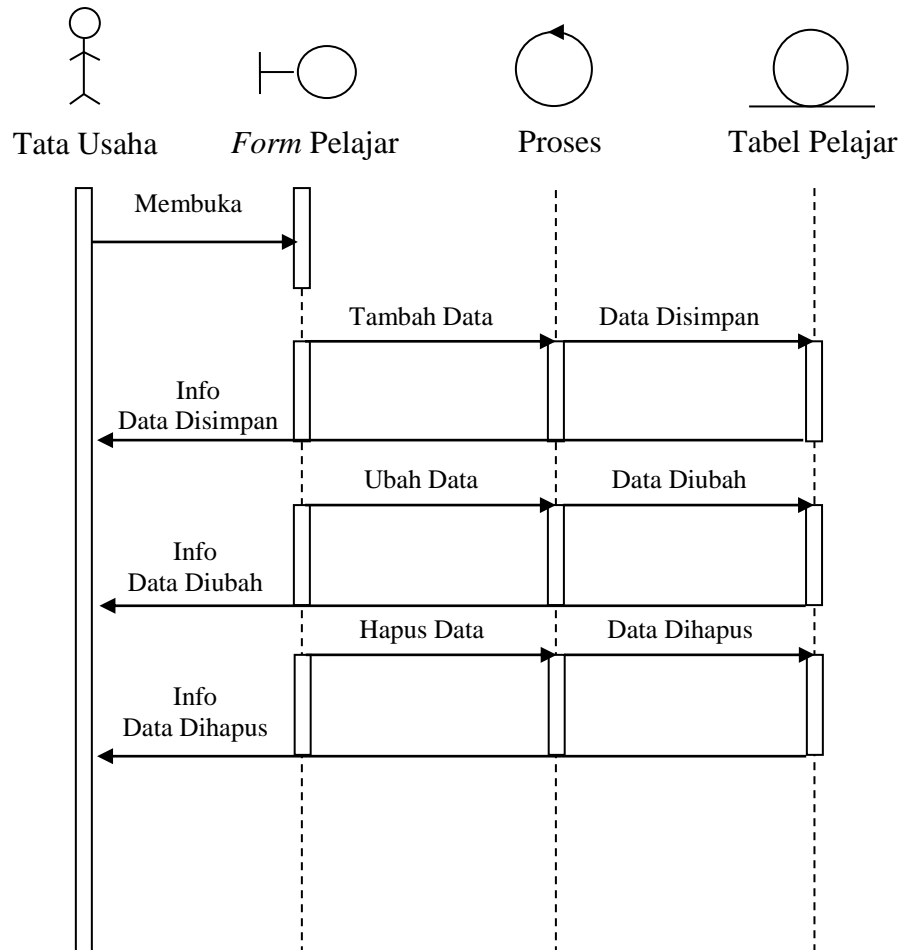 Tata Usaha
Form Pelajar
Proses
Tabel Pelajar
Membuka
Tambah Data
Data Disimpan
Info
Data Disimpan
Ubah Data
Data Diubah
Info
Data Diubah
Hapus Data
Data Dihapus
Info
Data Dihapus